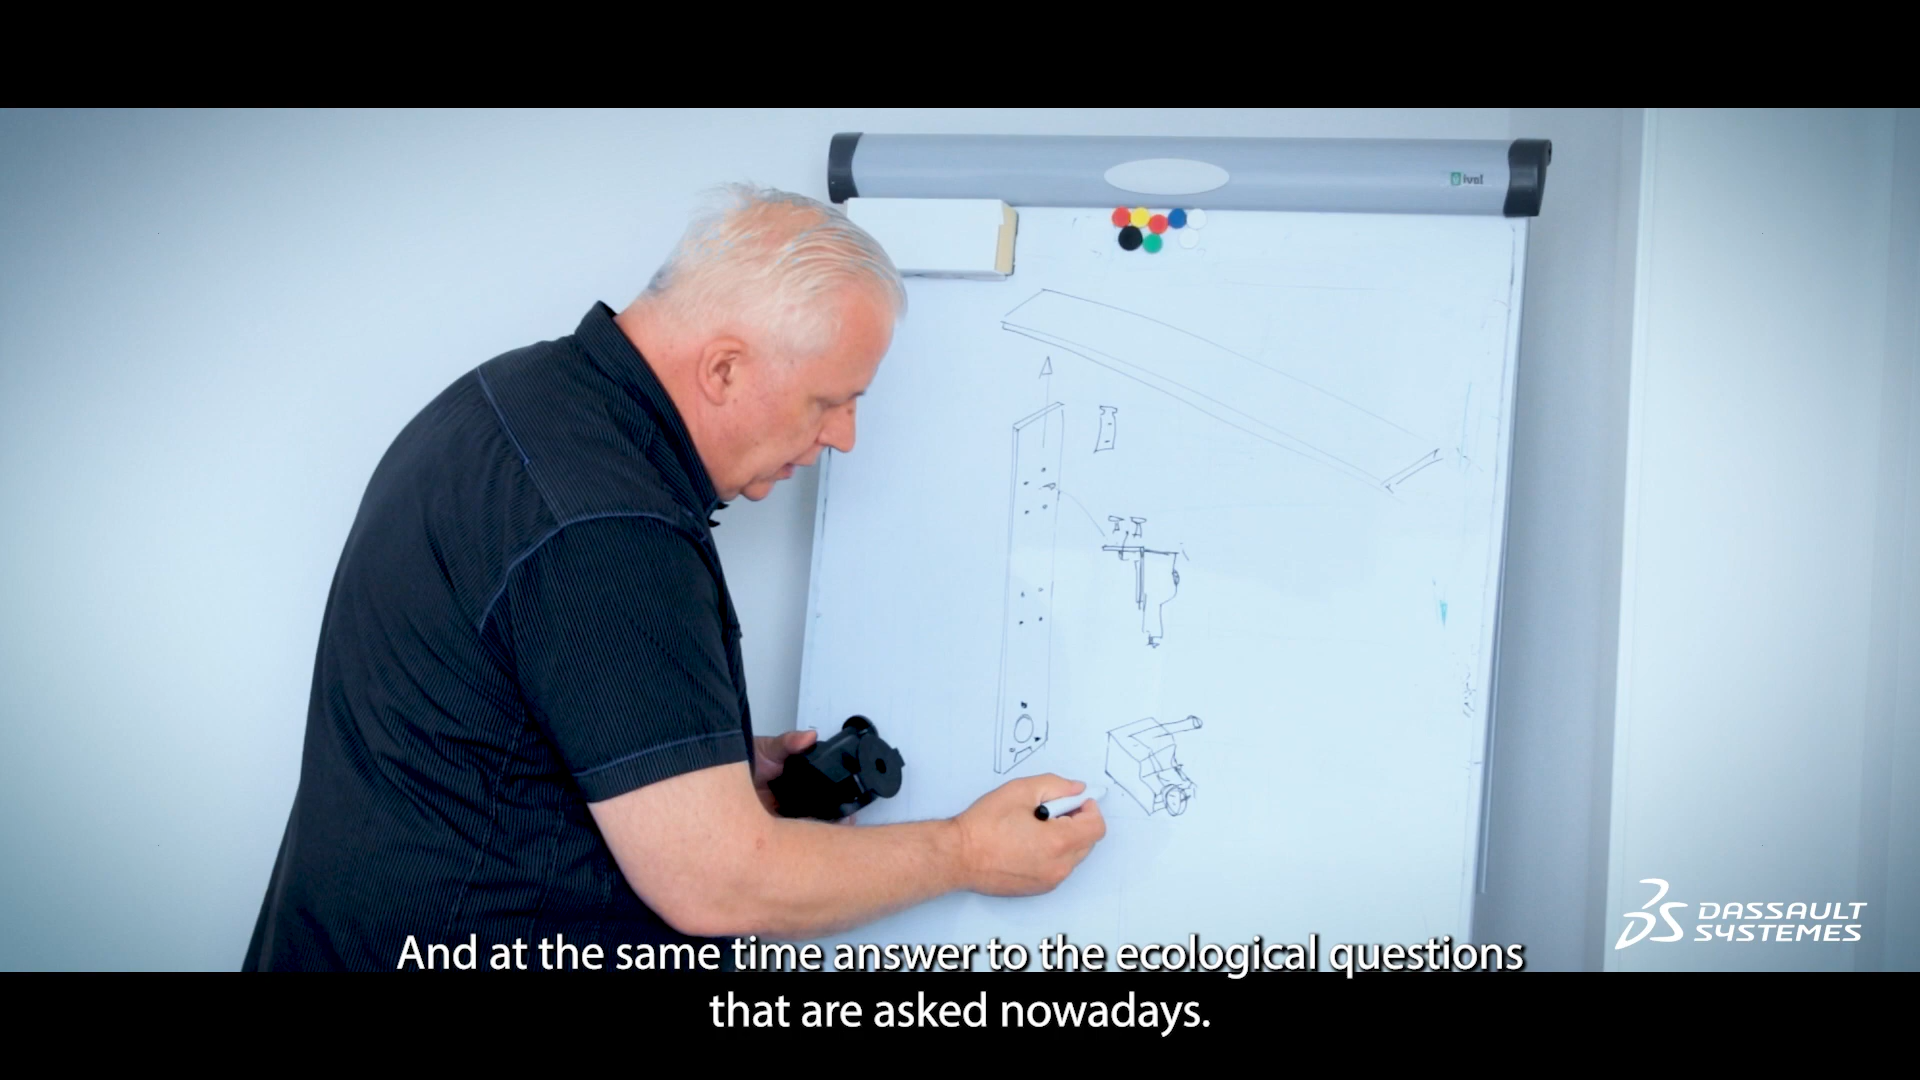 DASSAULT
SYSTEMES
And at the same time answer to the ecological questions
that are asked nowadays.